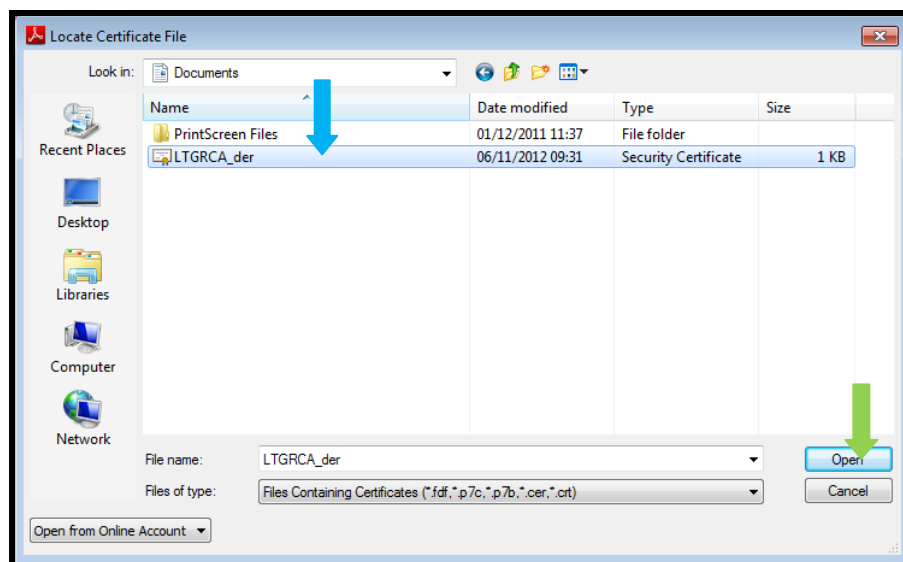 Locate Certificate File
Look in: Documents
Name Date modified Type Size
PrintScreen Files 01/12/2011 11:37 File folder
LTGRCA_der 06/11/2012 09:31 Security Certificate 1 KB
Recent Places
Desktop
Libraries
Computer
Network
File name: LTGRCA_der Open
Files of type: Files Containing Certificates (*.fdf,*.p7c,*.p7b,*.cer,*.crt) Cancel
Open from Online Account